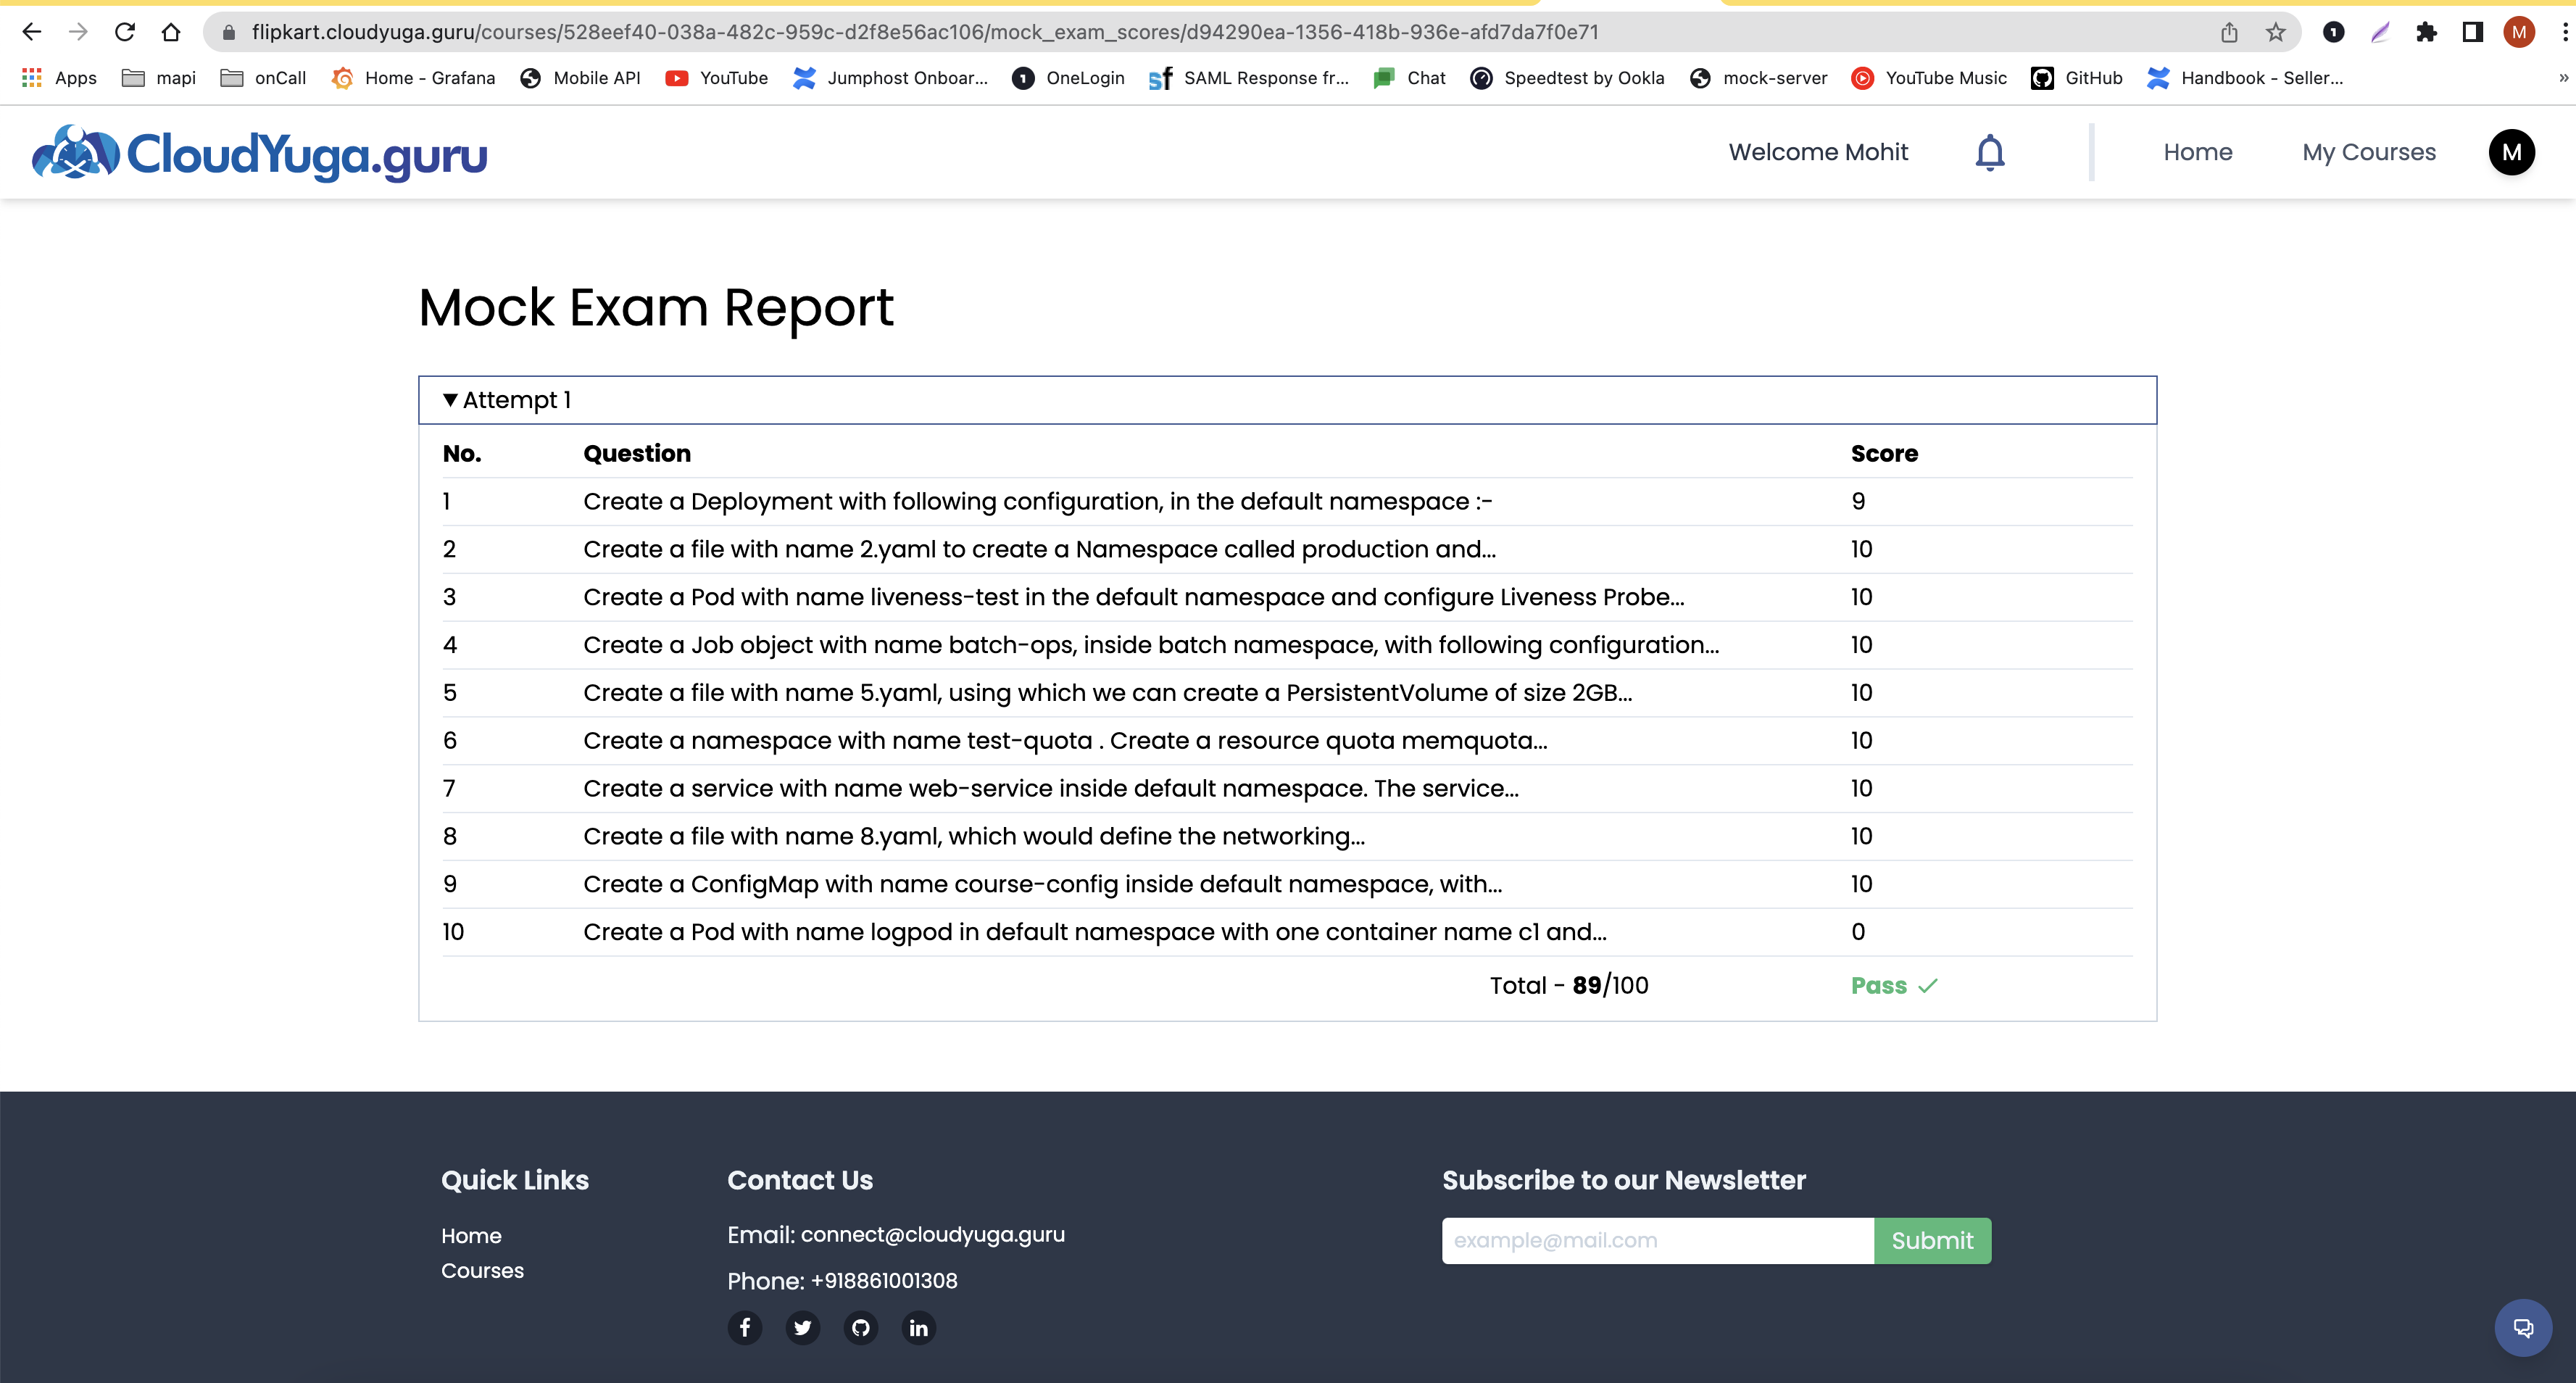 flipkart.cloudyuga.guru/courses/528eef40-038a-482c-959c-d2f8e56ac106/mock_exam_scores/d94290ea-1356-418b-936e-afd7da7f0e71
1
M
Apps mapi onCall Home - Grafana Mobile API YouTube Jumphost Onboar... 1 OneLogin sf SAML Response fr... Chat Speedtest by Ookla mock-server YouTube Music GitHub Handbook - Seller... »
CloudYuga.guru
Welcome Mohit Home My Courses M
Mock Exam Report
▼ Attempt 1
No. Question Score
1 Create a Deployment with following configuration, in the default namespace :- 9
2 Create a file with name 2.yaml to create a Namespace called production and... 10
3 Create a Pod with name liveness-test in the default namespace and configure Liveness Probe... 10
4 Create a Job object with name batch-ops, inside batch namespace, with following configuration... 10
5 Create a file with name 5.yaml, using which we can create a PersistentVolume of size 2GB... 10
6 Create a namespace with name test-quota . Create a resource quota memquota... 10
7 Create a service with name web-service inside default namespace. The service... 10
8 Create a file with name 8.yaml, which would define the networking... 10
9 Create a ConfigMap with name course-config inside default namespace, with... 10
10 Create a Pod with name logpod in default namespace with one container name c1 and... 0
Total - 89/100 Pass ✓
Quick Links
Home
Courses
Contact Us
Email: connect@cloudyuga.guru
Phone: +918861001308
Subscribe to our Newsletter
example@mail.com Submit